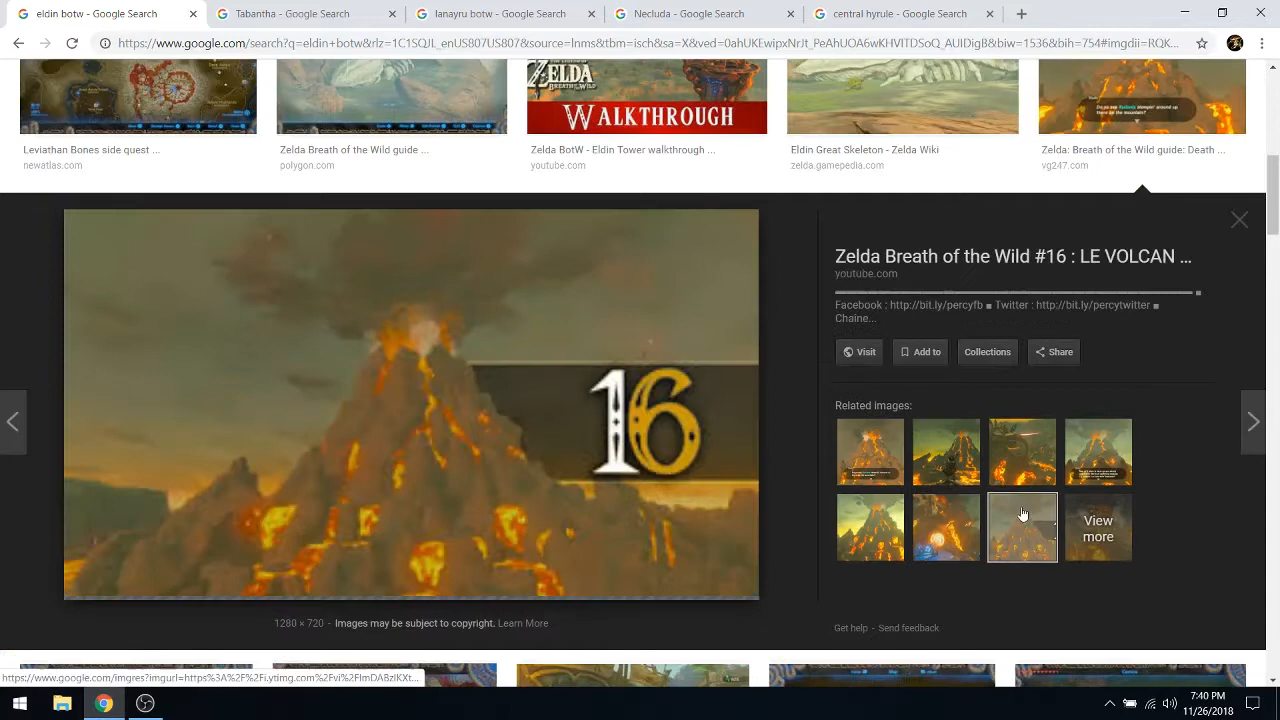 eldin botw - Google Search
Tabantha - Google Search
lanayru botw - Google Search
Necluda - Google Search
central hyrule - Google Search
https://www.google.com/search?q=eldin+botw&rlz=1C1SQJL_enUS807US807&source=lnms&tbm=isch&sa=X&ved=0ahUKEwipxNrJt_PeAhUOA6wKHVITDSoQ_AUIDigB&biw=1536&bih=754#imgdii=RQK...
ZELDA
BREATH OF THE WILD
WALKTHROUGH
Leviathan Bones side quest ...
newatlas.com
Zelda Breath of the Wild guide ...
polygon.com
Zelda BotW - Eldin Tower walkthrough ...
youtube.com
Eldin Great Skeleton - Zelda Wiki
zelda.gamepedia.com
Zelda: Breath of the Wild guide: Death ...
vg247.com
16
Zelda Breath of the Wild #16 : LE VOLCAN ...
youtube.com
Facebook : http://bit.ly/percyfb ■ Twitter : http://bit.ly/percytwitter ■
Chaine...
Visit
Add to
Collections
Share
Related images:
View
more
1280 × 720 - Images may be subject to copyright. Learn More
Get help - Send feedback
7:40 PM
11/26/2018